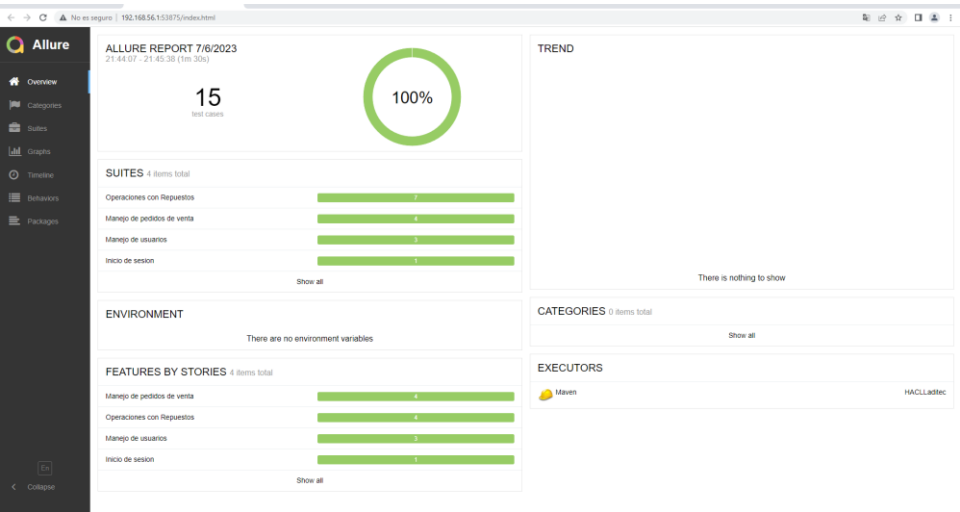 No es seguro | 192.168.56.1:53875/index.html
Allure
Overview
Categories
Suites
Graphs
Timeline
Behaviors
Packages
En
Collapse
ALLURE REPORT 7/6/2023
21:44:07 - 21:45:38 (1m 30s)
15
test cases
100%
SUITES 4 items total
Operaciones con Repuestos 7
Manejo de pedidos de venta 4
Manejo de usuarios 3
Inicio de sesion 1
Show all
ENVIRONMENT
There are no environment variables
FEATURES BY STORIES 4 items total
Manejo de pedidos de venta 4
Operaciones con Repuestos 4
Manejo de usuarios 3
Inicio de sesion 1
Show all
TREND
There is nothing to show
CATEGORIES 0 items total
Show all
EXECUTORS
Maven HACLLaditec